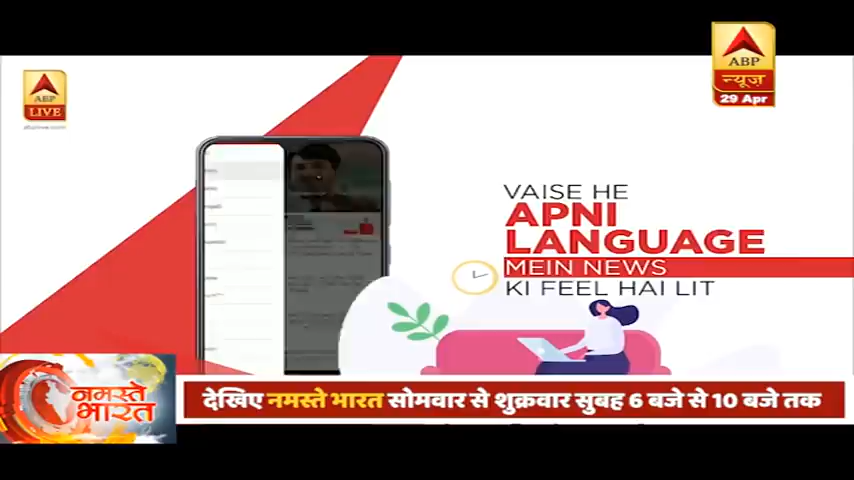 ABP
LIVE
ABP
न्यूज़
29 Apr
VAISE HE
APNI
LANGUAGE
MEIN NEWS
KI FEEL HAI LIT
नमस्ते
भारत
देखिए नमस्ते भारत सोमवार से शुक्रवार सुबह 6 बजे से 10 बजे तक